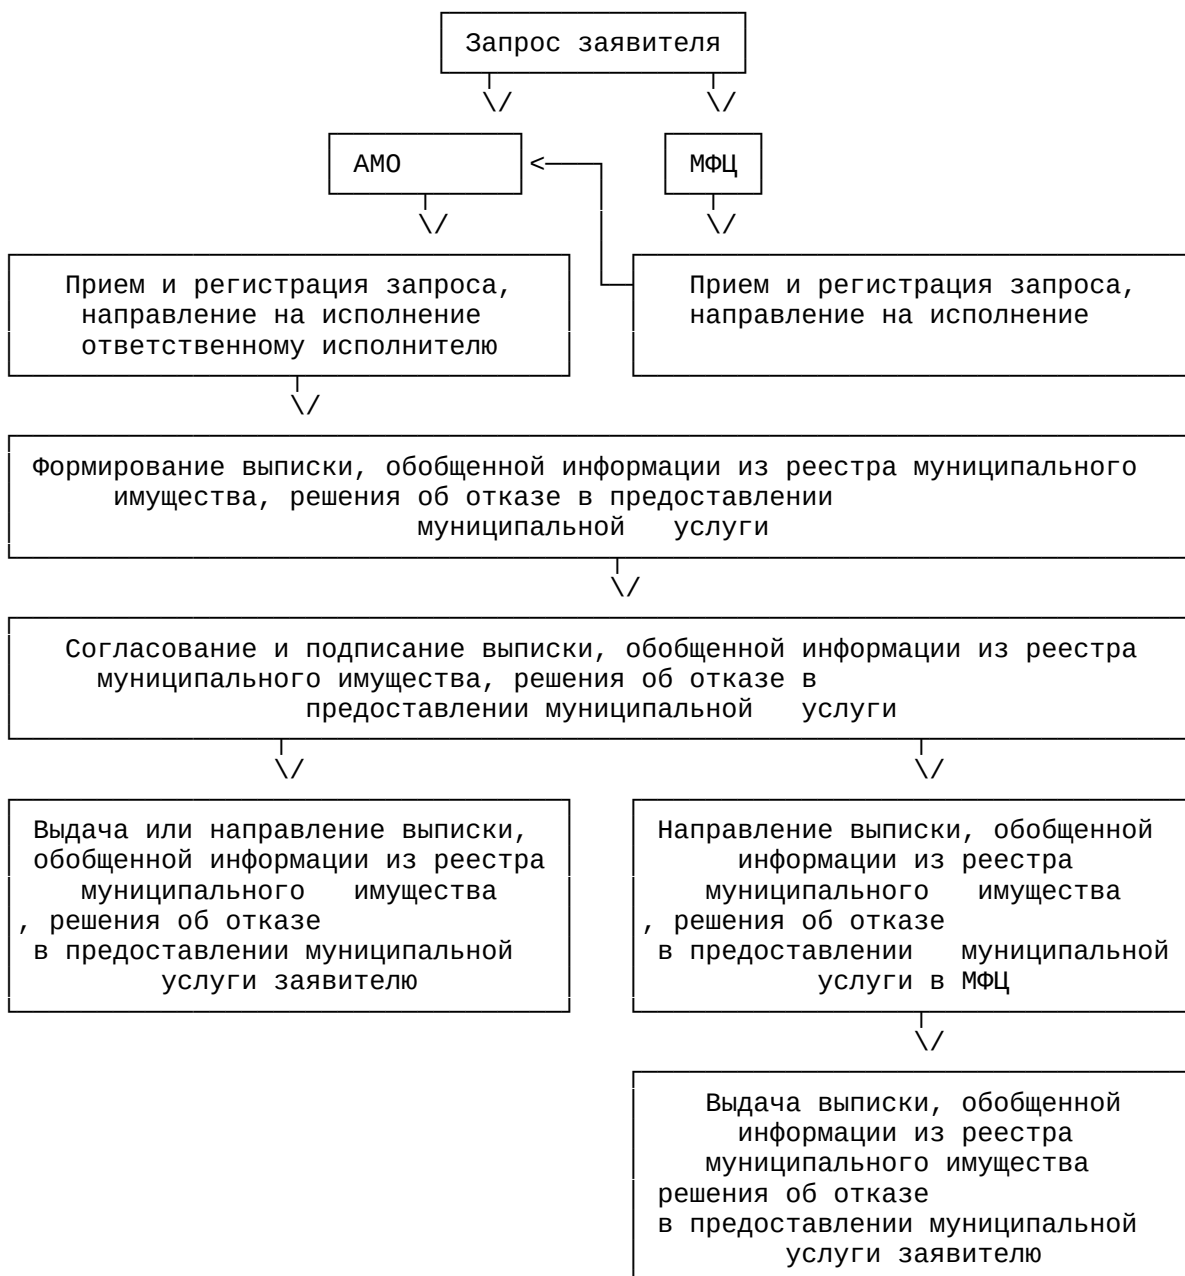 Запрос заявителя
АМО
МФЦ
Прием и регистрация запроса,
направление на исполнение
ответственному исполнителю
Прием и регистрация запроса,
направление на исполнение
Формирование выписки, обобщенной информации из реестра муниципального
имущества, решения об отказе в предоставлении
муниципальной услуги
Согласование и подписание выписки, обобщенной информации из реестра
муниципального имущества, решения об отказе в
предоставлении муниципальной услуги
Выдача или направление выписки,
обобщенной информации из реестра
муниципального имущества
, решения об отказе
в предоставлении муниципальной
услуги заявителю
Направление выписки, обобщенной
информации из реестра
муниципального имущества
, решения об отказе
в предоставлении муниципальной
услуги в МФЦ
Выдача выписки, обобщенной
информации из реестра
муниципального имущества
решения об отказе
в предоставлении муниципальной
услуги заявителю